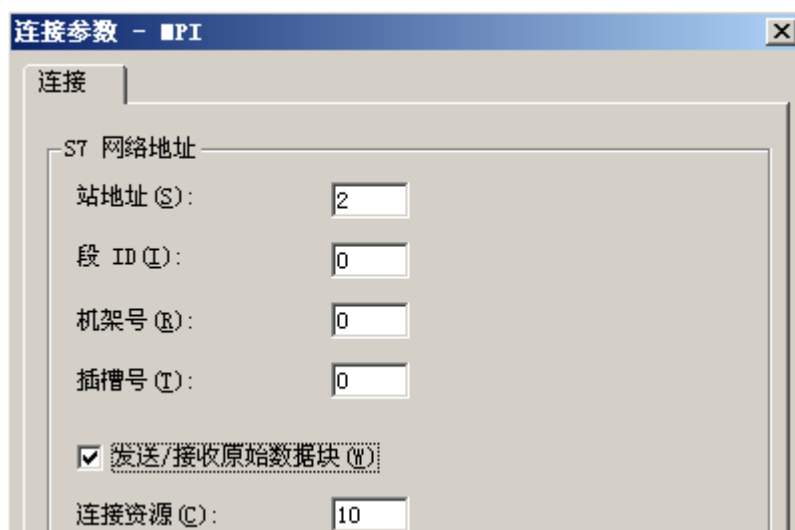 连接参数 - MPI
连接
S7 网络地址
站地址(S): 2
段 ID(I): 0
机架号(R): 0
插槽号(T): 0
发送/接收原始数据块(W)
连接资源(C): 10